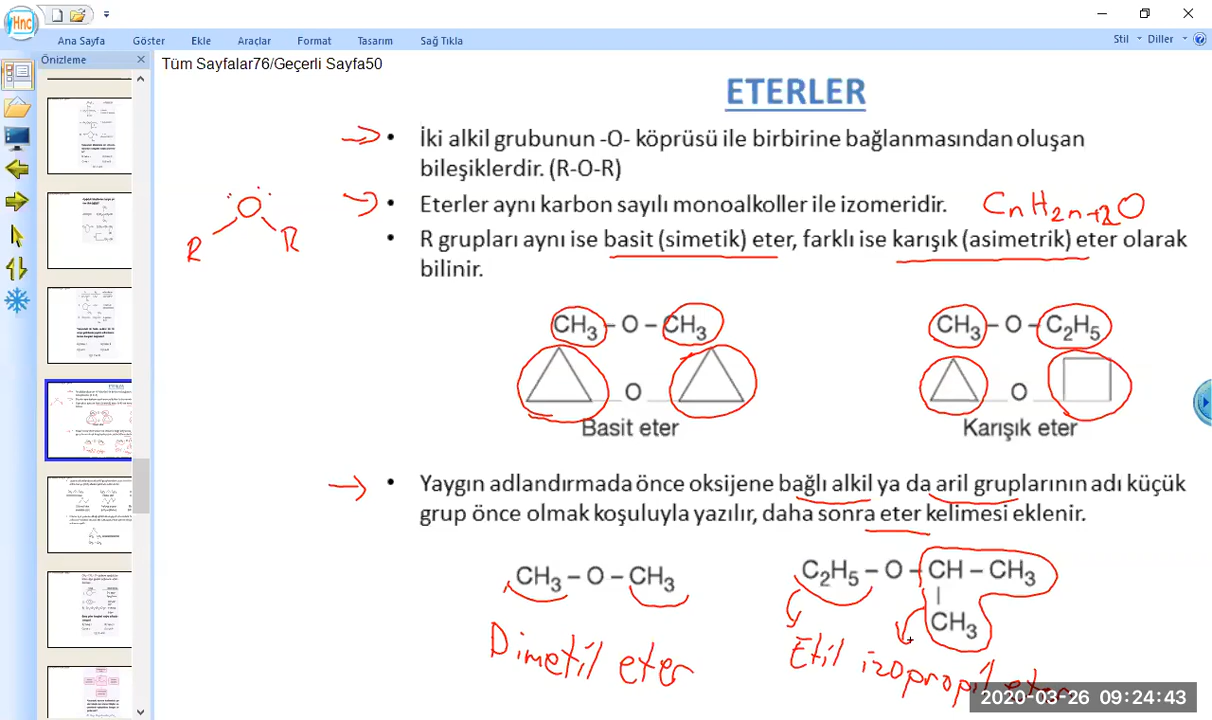 Hnc
Ana Sayfa Göster Ekle Araçlar Format Tasarım Sağ Tıkla Stil Diller
Önizleme
Tüm Sayfalar76/Geçerli Sayfa50
ETERLER
• İki alkil grubunun -O- köprüsü ile birbirine bağlanmasından oluşan
bileşiklerdir. (R-O-R)
• Eterler aynı karbon sayılı monoalkoller ile izomeridir. CnH2n+2O
• R grupları aynı ise basit (simetik) eter, farklı ise karışık (asimetrik) eter olarak
bilinir.
O
R R
CH3 – O – CH3 CH3 – O – C2H5
O O
Basit eter Karışık eter
• Yaygın adlandırmada önce oksijene bağlı alkil ya da aril gruplarının adı küçük
grup önce olmak koşuluyla yazılır, daha sonra eter kelimesi eklenir.
CH3 – O – CH3 C2H5 – O – CH – CH3
CH3
Dimetil eter Etil izopropil eter
2020-03-26 09:24:43